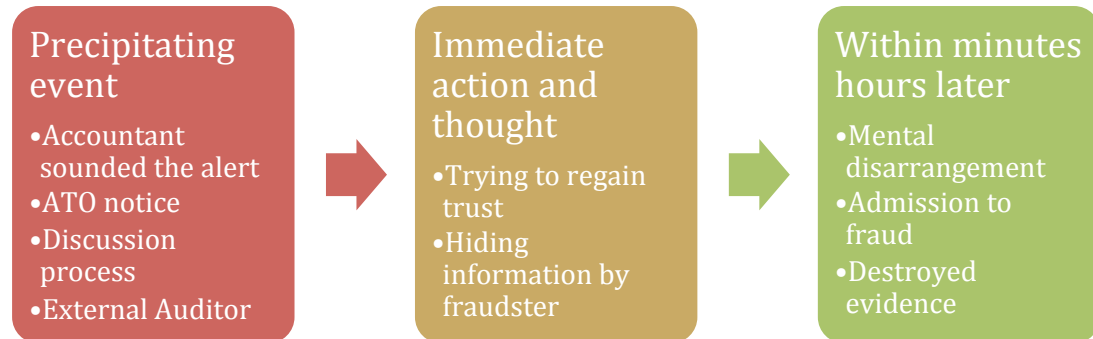 Precipitating
event
•Accountant
sounded the alert
•ATO notice
•Discussion
process
•External Auditor
Immediate
action and
thought
•Trying to regain
trust
•Hiding
information by
fraudster
Within minutes
hours later
•Mental
disarrangement
•Admission to
fraud
•Destroyed
evidence